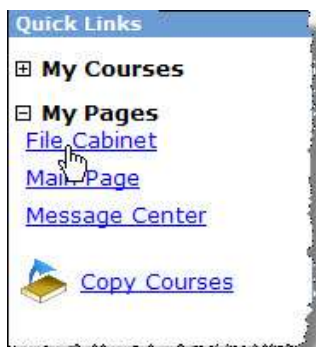 Quick Links
My Courses
My Pages
File Cabinet
Main Page
Message Center
Copy Courses